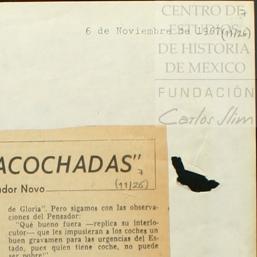 CENTRO DE
ESTUDIOS
DE HISTORIA
DE MEXICO
FUNDACIÓN
Carlos Slim
6 de Noviembre de 1967(11/26)
ACOCHADAS"
ador Novo
7
(11/26)
de Gloria". Pero sigamos con las observa-
ciones del Pensador:
"Qué bueno fuera —replica su interlo-
cutor— que les impusieran a los coches un
buen gravamen para las urgencias del Es-
tado, pues quien tiene coche, no puede
ser pobre".